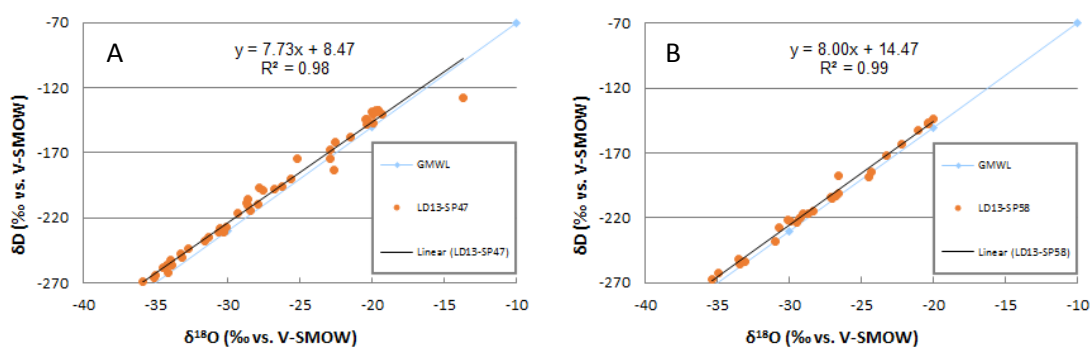 A
y = 7.73x + 8.47
R² = 0.98
-70
-120
-170
-220
-270
-40
-35
-30
-25
-20
-15
-10
δD (‰ vs. V-SMOW)
δ¹⁸O (‰ vs. V-SMOW)
GMWL
LD13-SP47
Linear (LD13-SP47)
B
y = 8.00x + 14.47
R² = 0.99
-70
-120
-170
-220
-270
-40
-35
-30
-25
-20
-15
-10
δD (‰ vs. V-SMOW)
δ¹⁸O (‰ vs. V-SMOW)
GMWL
LD13-SP58
Linear (LD13-SP58)